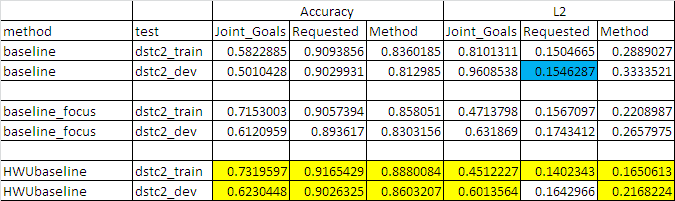 Accuracy L2
method test Joint_Goals Requested Method Joint_Goals Requested Method
baseline dstc2_train 0.5822885 0.9093856 0.8360185 0.8101311 0.1504665 0.2889027
baseline dstc2_dev 0.5010428 0.9029931 0.812985 0.9608538 0.1546287 0.3333521
baseline_focus dstc2_train 0.7153003 0.9057394 0.858051 0.4713798 0.1567097 0.2208987
baseline_focus dstc2_dev 0.6120959 0.893617 0.8303156 0.631869 0.1743412 0.2657975
HWUbaseline dstc2_train 0.7319597 0.9165429 0.8880084 0.4512227 0.1402343 0.1650613
HWUbaseline dstc2_dev 0.6230448 0.9026325 0.8603207 0.6013564 0.1642966 0.2168224